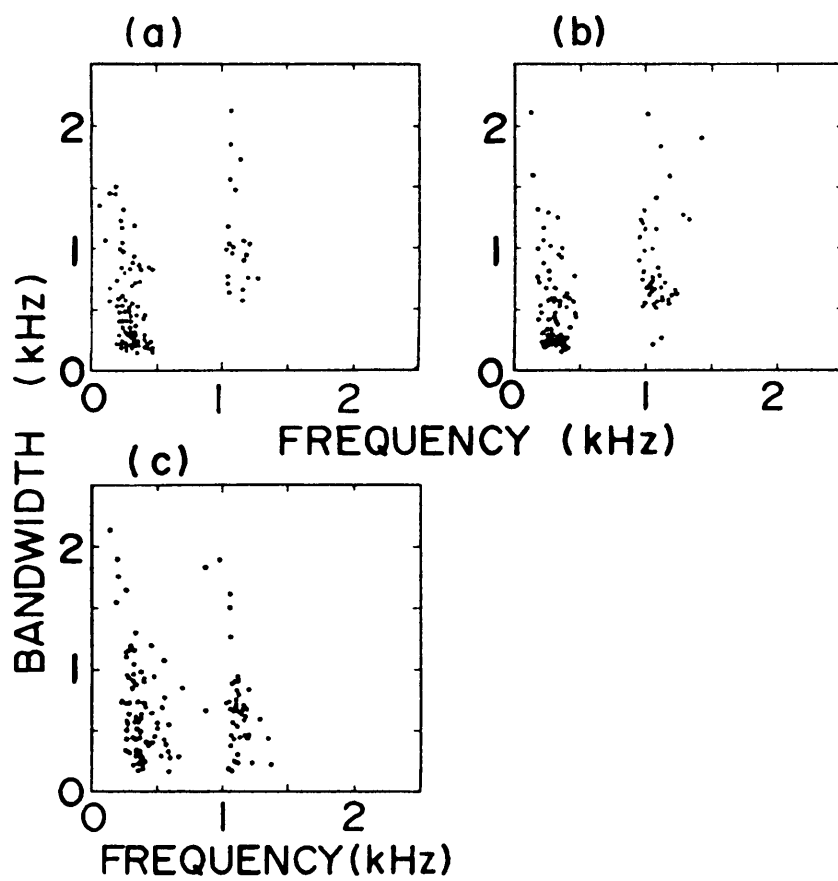 (a)
(b)
2
1
0
0 1 2
2
1
0
0 1 2
FREQUENCY (kHz)
BANDWIDTH (kHz)
(c)
2
1
0
0 1 2
FREQUENCY (kHz)